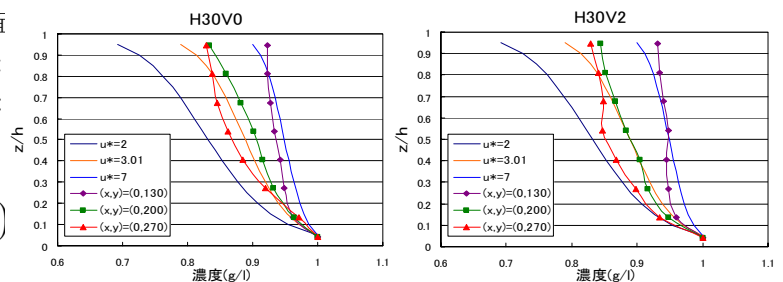 H30V0
1
0.9
0.8
0.7
0.6
0.5
0.4
0.3
0.2
0.1
0
z/h
u*=2
u*=3.01
u*=7
(x,y)=(0,130)
(x,y)=(0,200)
(x,y)=(0,270)
0.6 0.7 0.8 0.9 1 1.1
濃度(g/l)
H30V2
1
0.9
0.8
0.7
0.6
0.5
0.4
0.3
0.2
0.1
0
z/h
u*=2
u*=3.01
u*=7
(x,y)=(0,130)
(x,y)=(0,200)
(x,y)=(0,270)
0.6 0.7 0.8 0.9 1 1.1
濃度(g/l)